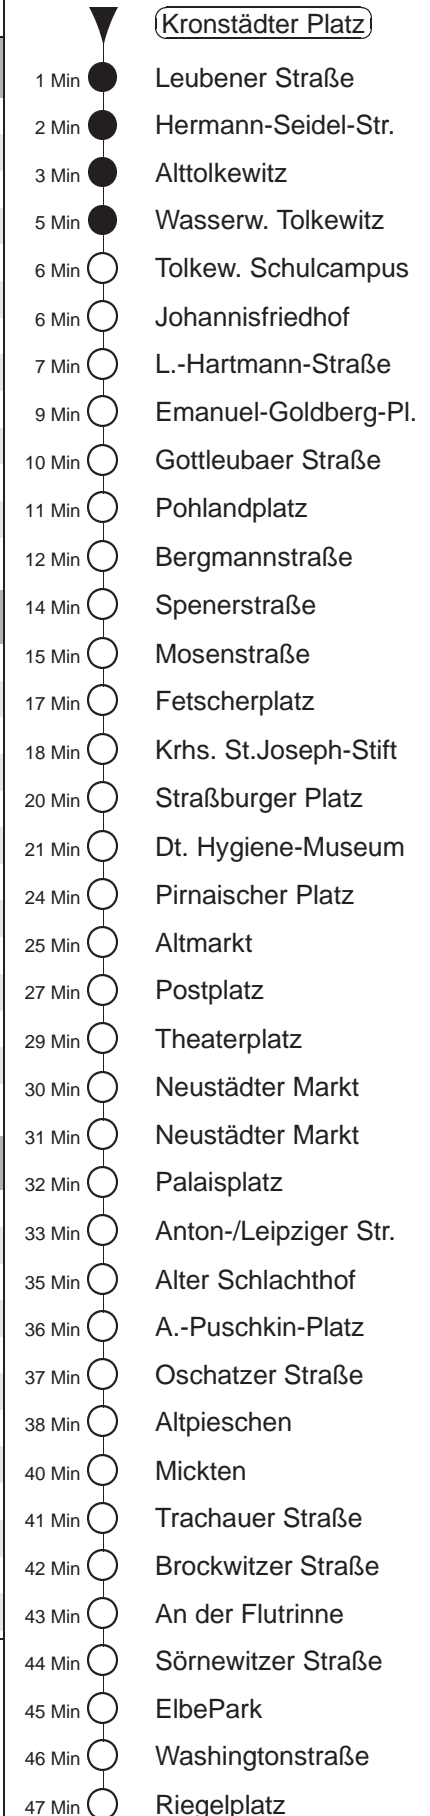 Kronstädter Platz
1 Min Leubener Straße
2 Min Hermann-Seidel-Str.
3 Min Alttolkewitz
5 Min Wasserw. Tolkewitz
6 Min Tolkew. Schulcampus
6 Min Johannisfriedhof
7 Min L.-Hartmann-Straße
9 Min Emanuel-Goldberg-Pl.
10 Min Gottleubaer Straße
11 Min Pohlandplatz
12 Min Bergmannstraße
14 Min Spenerstraße
15 Min Mosenstraße
17 Min Fetscherplatz
18 Min Krhs. St.Joseph-Stift
20 Min Straßburger Platz
21 Min Dt. Hygiene-Museum
24 Min Pirnaischer Platz
25 Min Altmarkt
27 Min Postplatz
29 Min Theaterplatz
30 Min Neustädter Markt
31 Min Neustädter Markt
32 Min Palaisplatz
33 Min Anton-/Leipziger Str.
35 Min Alter Schlachthof
36 Min A.-Puschkin-Platz
37 Min Oschatzer Straße
38 Min Altpieschen
40 Min Mickten
41 Min Trachauer Straße
42 Min Brockwitzer Straße
43 Min An der Flutrinne
44 Min Sörnewitzer Straße
45 Min ElbePark
46 Min Washingtonstraße
47 Min Riegelplatz